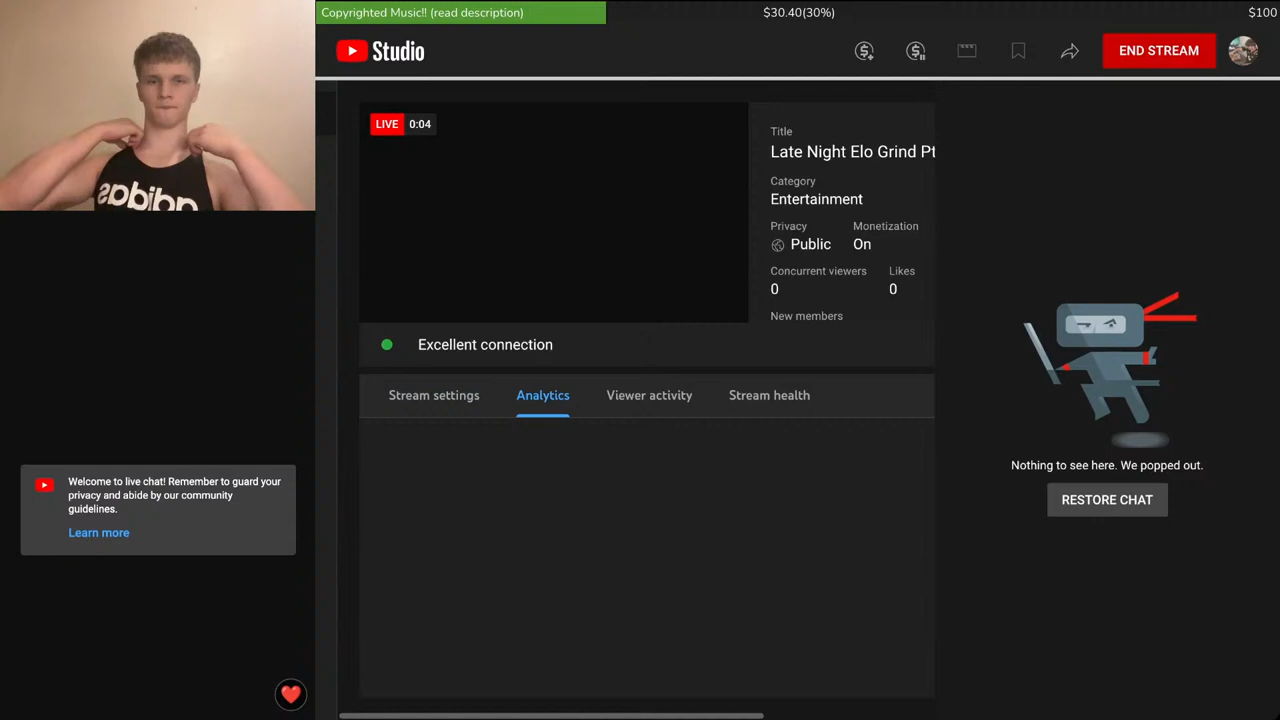 Copyrighted Music!! (read description)
$30.40(30%)
$100
Studio
END STREAM
adidas
LIVE 0:04
Title
Late Night Elo Grind Pt
Category
Entertainment
Privacy
Monetization
Public
On
Concurrent viewers
Likes
0
0
New members
Excellent connection
Stream settings
Analytics
Viewer activity
Stream health
Nothing to see here. We popped out.
RESTORE CHAT
Welcome to live chat! Remember to guard your
privacy and abide by our community
guidelines.
Learn more